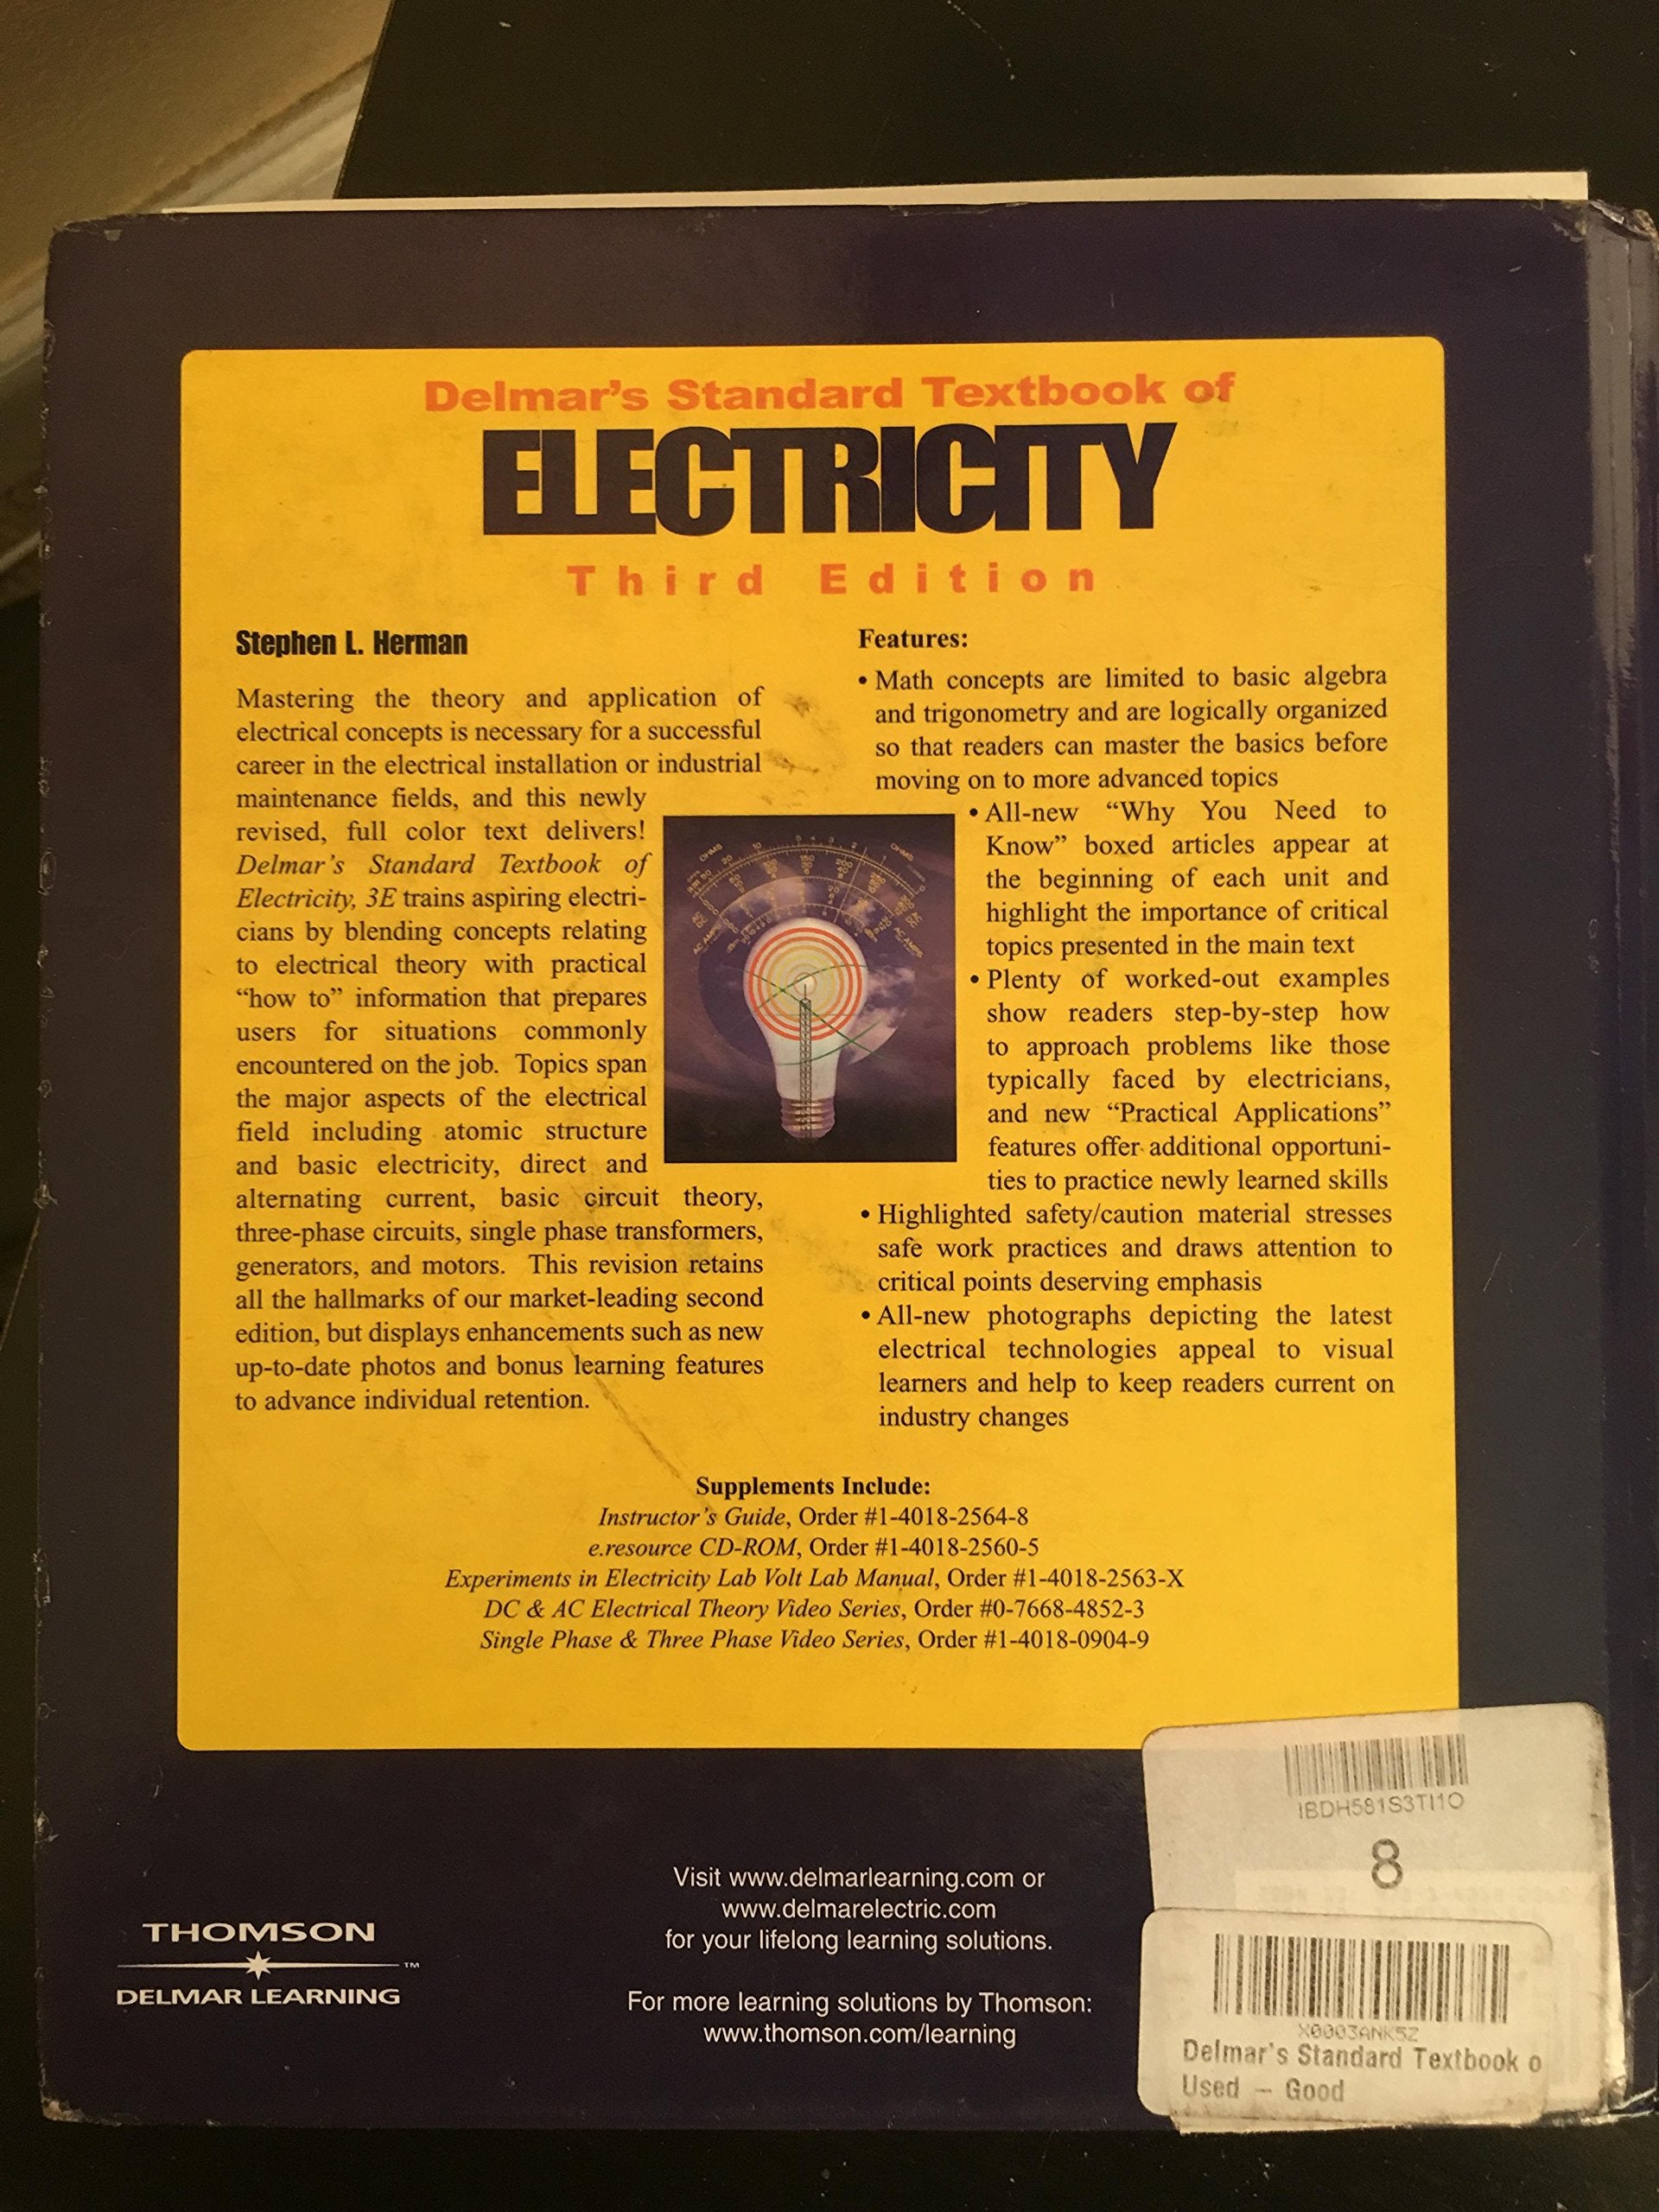 Delmar's Standard Textbook of
ELECTRICITY
Third Edition
Stephen L. Herman
Mastering the theory and application of
electrical concepts is necessary for a successful
career in the electrical installation or industrial
maintenance fields, and this newly
revised, full color text delivers!
Delmar's Standard Textbook of
Electricity, 3E trains aspiring electri-
cians by blending concepts relating
to electrical theory with practical
“how to” information that prepares
users for situations commonly
encountered on the job. Topics span
the major aspects of the electrical
field including atomic structure
and basic electricity, direct and
alternating current, basic circuit theory,
three-phase circuits, single phase transformers,
generators, and motors. This revision retains
all the hallmarks of our market-leading second
edition, but displays enhancements such as new
up-to-date photos and bonus learning features
to advance individual retention.
Features:
• Math concepts are limited to basic algebra
and trigonometry and are logically organized
so that readers can master the basics before
moving on to more advanced topics
• All-new “Why You Need to
Know” boxed articles appear at
the beginning of each unit and
highlight the importance of critical
topics presented in the main text
• Plenty of worked-out examples
show readers step-by-step how
to approach problems like those
typically faced by electricians,
and new “Practical Applications”
features offer additional opportuni-
ties to practice newly learned skills
• Highlighted safety/caution material stresses
safe work practices and draws attention to
critical points deserving emphasis
• All-new photographs depicting the latest
electrical technologies appeal to visual
learners and help to keep readers current on
industry changes
OHMS
OHMS
AC AMPS
AC AMPS
Supplements Include:
Instructor's Guide, Order #1-4018-2564-8
e.resource CD-ROM, Order #1-4018-2560-5
Experiments in Electricity Lab Volt Lab Manual, Order #1-4018-2563-X
DC & AC Electrical Theory Video Series, Order #0-7668-4852-3
Single Phase & Three Phase Video Series, Order #1-4018-0904-9
THOMSON
™
DELMAR LEARNING
Visit www.delmarlearning.com or
www.delmarelectric.com
for your lifelong learning solutions.
For more learning solutions by Thomson:
www.thomson.com/learning
IBDH581S3TI1O
8
X0003ANK5Z
Delmar's Standard Textbook o
Used – Good